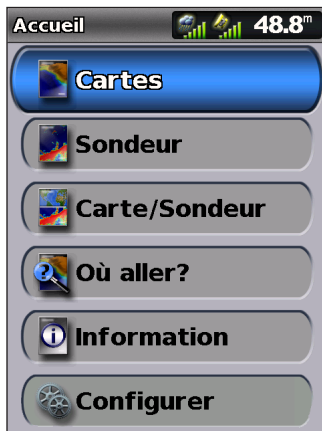 Accueil 48.8m
Cartes
Sondeur
Carte/Sondeur
Où aller?
Information
Configurer